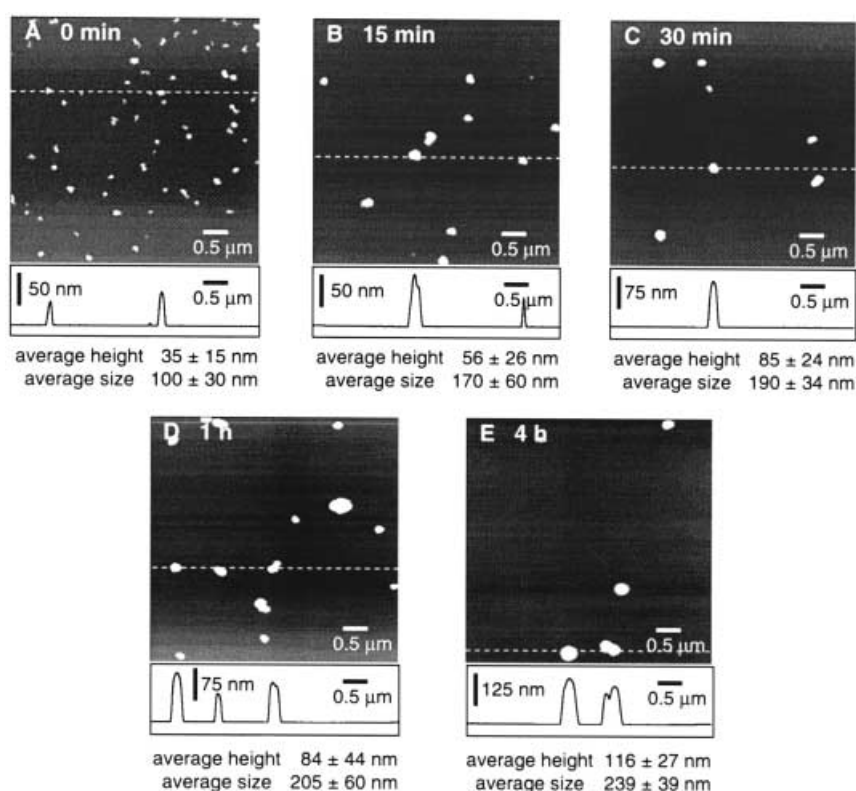 A 0 min
0.5 µm
50 nm
0.5 µm
average height 35 ± 15 nm
average size 100 ± 30 nm
B 15 min
0.5 µm
50 nm
0.5 µm
average height 56 ± 26 nm
average size 170 ± 60 nm
C 30 min
0.5 µm
75 nm
0.5 µm
average height 85 ± 24 nm
average size 190 ± 34 nm
D 1 h
0.5 µm
75 nm
0.5 µm
average height 84 ± 44 nm
average size 205 ± 60 nm
E 4 h
0.5 µm
125 nm
0.5 µm
average height 116 ± 27 nm
average size 239 ± 39 nm